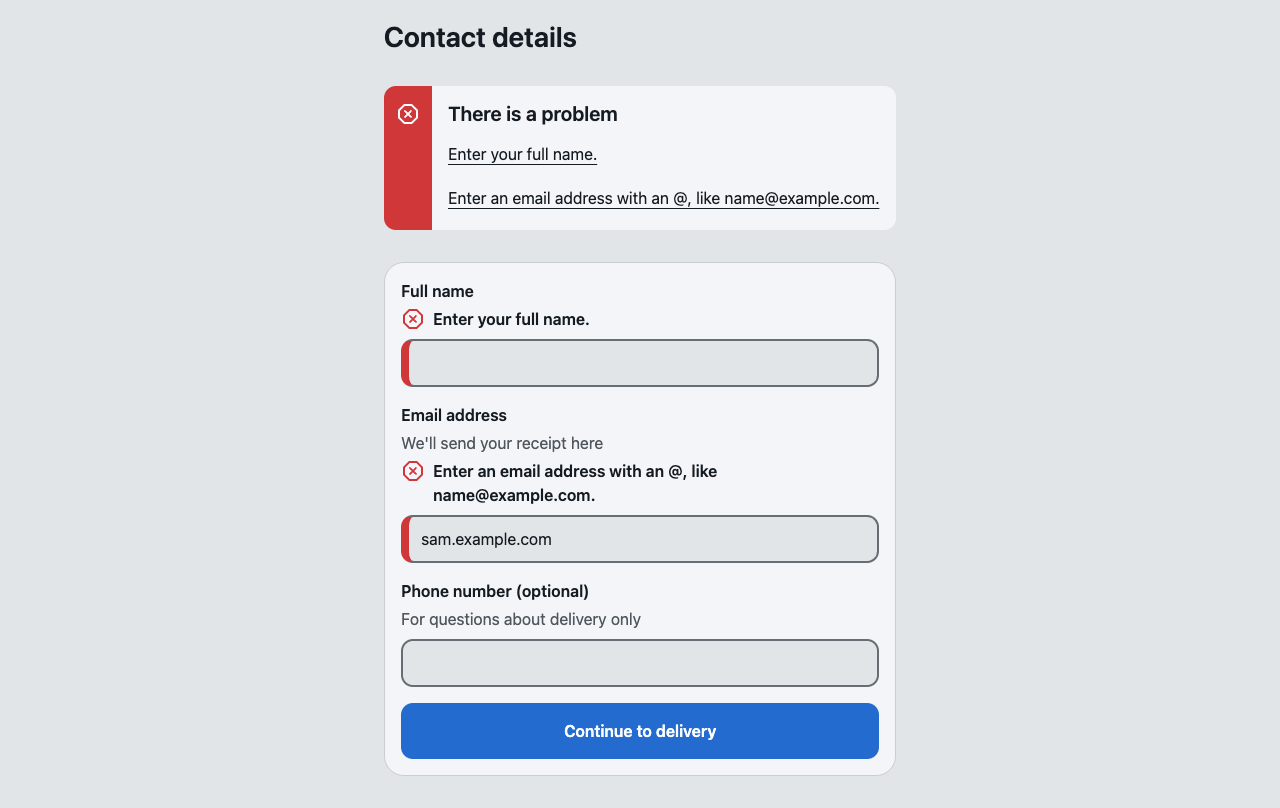 Contact details
There is a problem
Enter your full name.
Enter an email address with an @, like name@example.com.
Full name
Enter your full name.
Email address
We'll send your receipt here
Enter an email address with an @, like
name@example.com.
sam.example.com
Phone number (optional)
For questions about delivery only
Continue to delivery